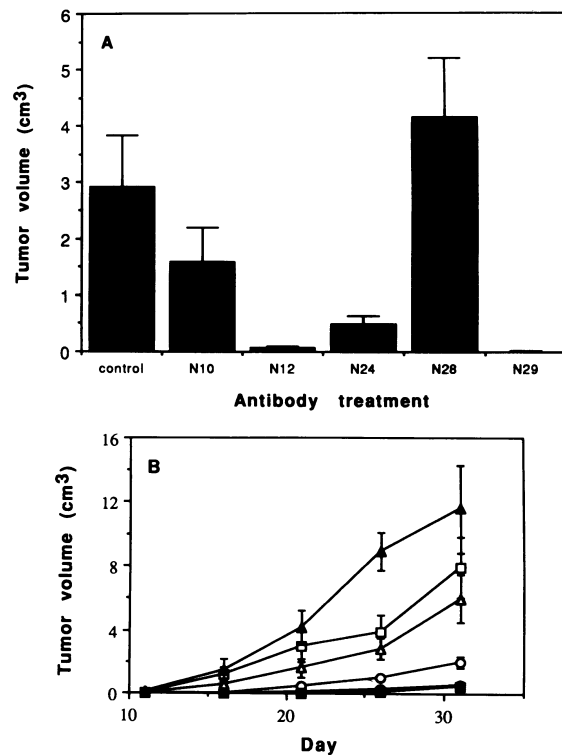 A
Tumor volume (cm3)
6
5
4
3
2
1
0
control N10 N12 N24 N28 N29
Antibody treatment
B
Tumor volume (cm3)
16
12
8
4
0
10 20 30
Day